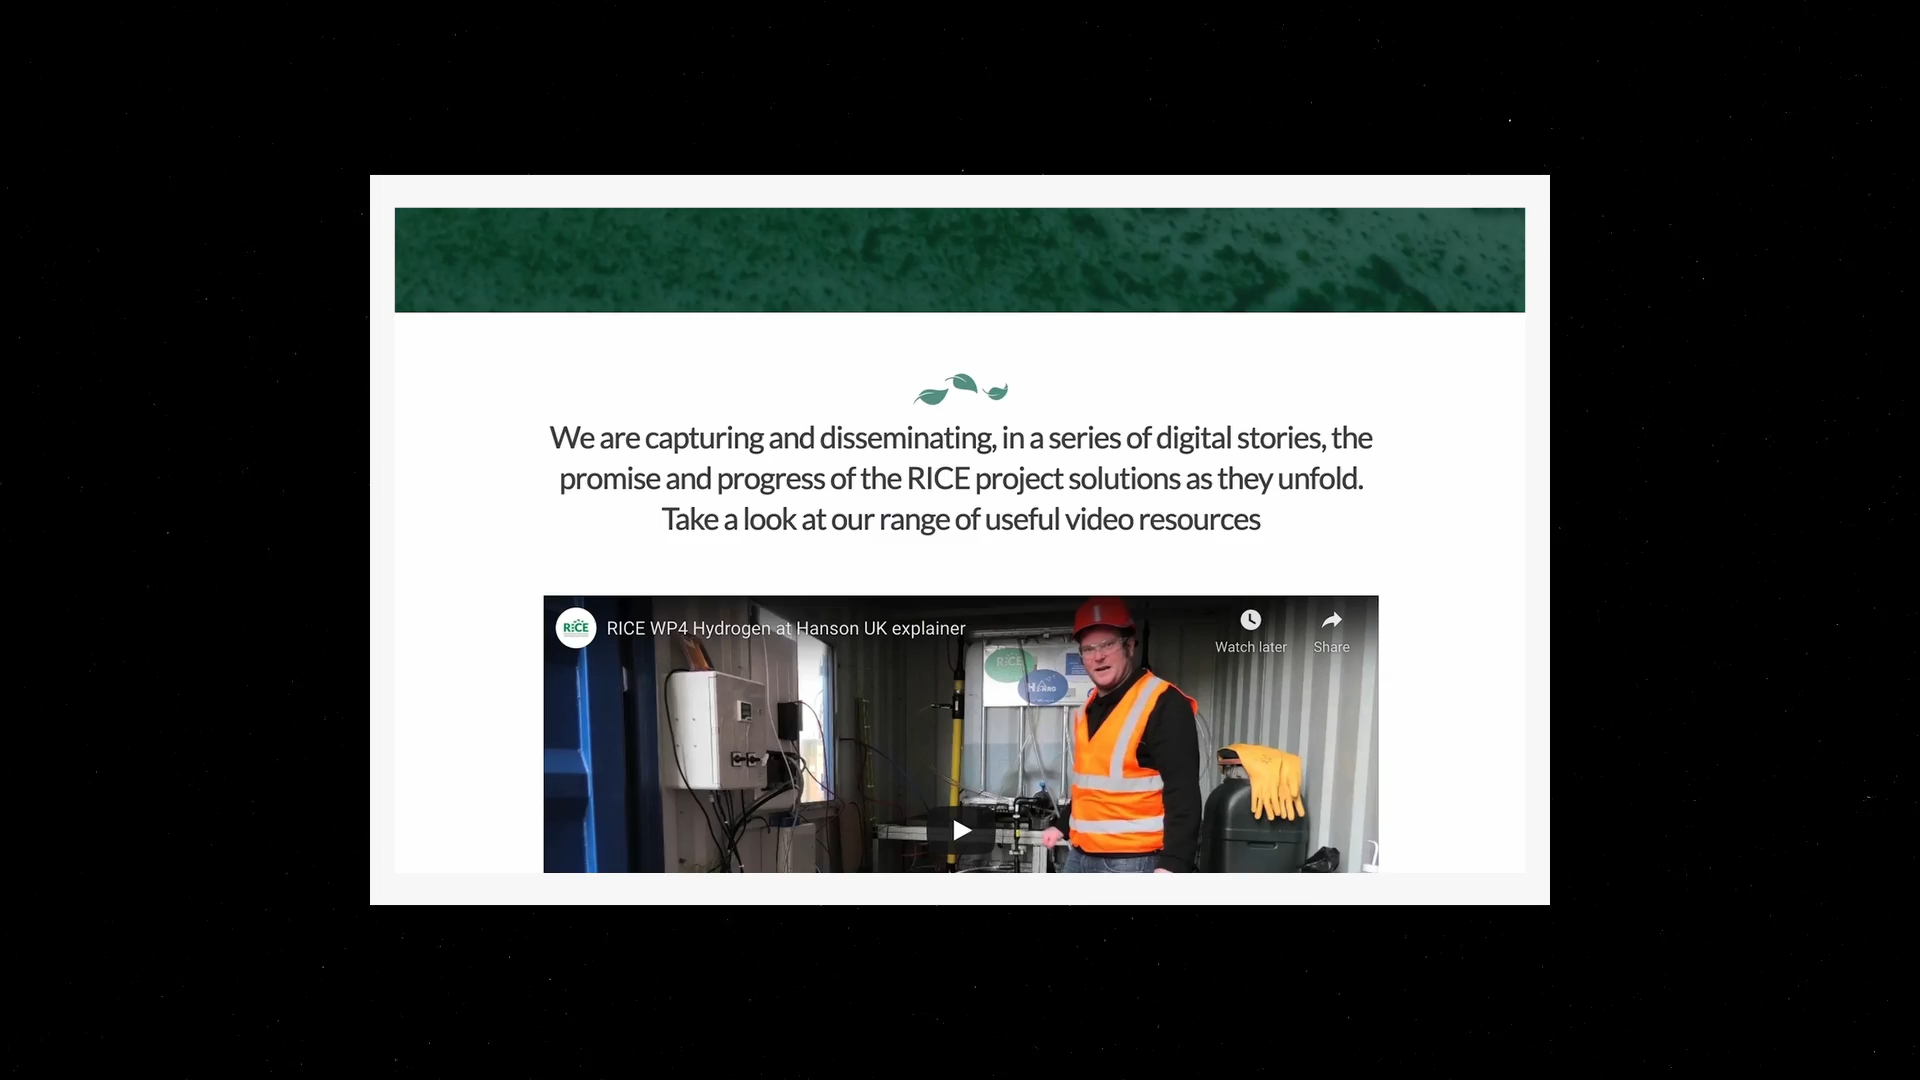 We are capturing and disseminating, in a series of digital stories, the
promise and progress of the RICE project solutions as they unfold.
Take a look at our range of useful video resources
RICE
RICE WP4 Hydrogen at Hanson UK explainer
Watch later
Share
RICE